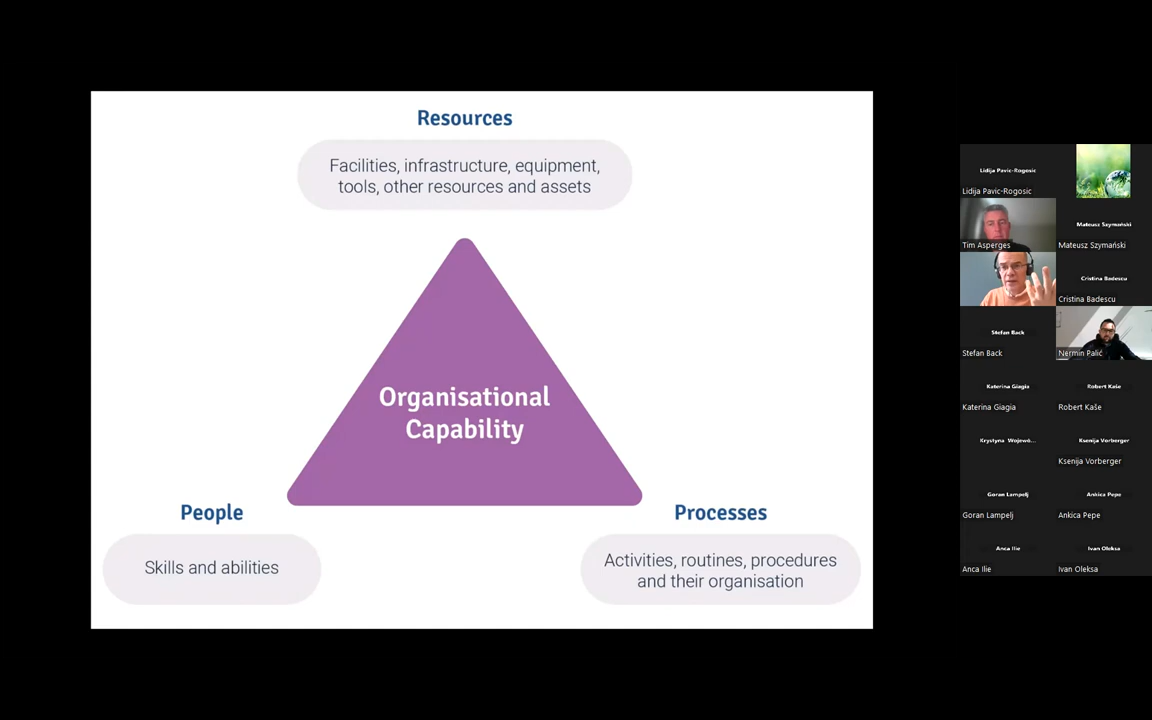 Resources
Facilities, infrastructure, equipment,
tools, other resources and assets
Organisational
Capability
People
Skills and abilities
Processes
Activities, routines, procedures
and their organisation
Lidija Pavic-Rogosic
Lidija Pavic-Rogosic
Tim Asperges
Mateusz Szymański
Mateusz Szymański
Cristina Badescu
Cristina Badescu
Stefan Back
Stefan Back
Nermin Palić
Katerina Giagia
Katerina Giagia
Robert Kaše
Robert Kaše
Krystyna Wojewó...
Ksenija Vorberger
Ksenija Vorberger
Goran Lampelj
Goran Lampelj
Ankica Pepe
Ankica Pepe
Anca Ilie
Anca Ilie
Ivan Oleksa
Ivan Oleksa